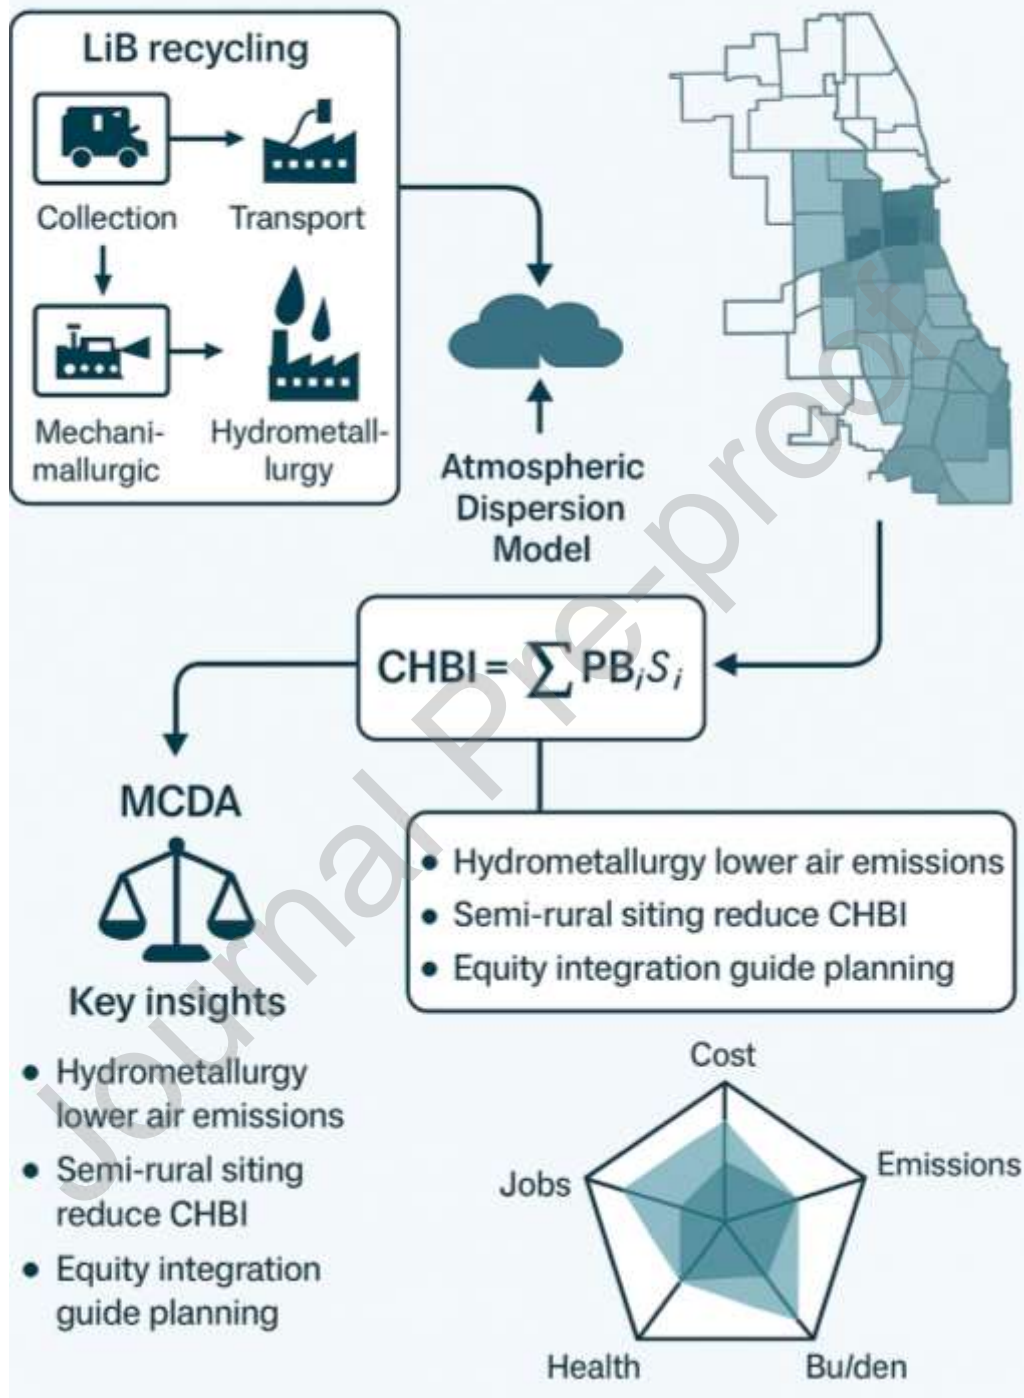 LiB recycling
Collection
Transport
Mechani-
mallurgic
Hydrometall-
lurgy
Atmospheric
Dispersion
Model
CHBI = ∑ PBᵢSᵢ
MCDA
Key insights
• Hydrometallurgy
lower air emissions
• Semi-rural siting
reduce CHBI
• Equity integration
guide planning
• Hydrometallurgy lower air emissions
• Semi-rural siting reduce CHBI
• Equity integration guide planning
Cost
Emissions
Jobs
Health
Bu/den
Journal Pre-proof